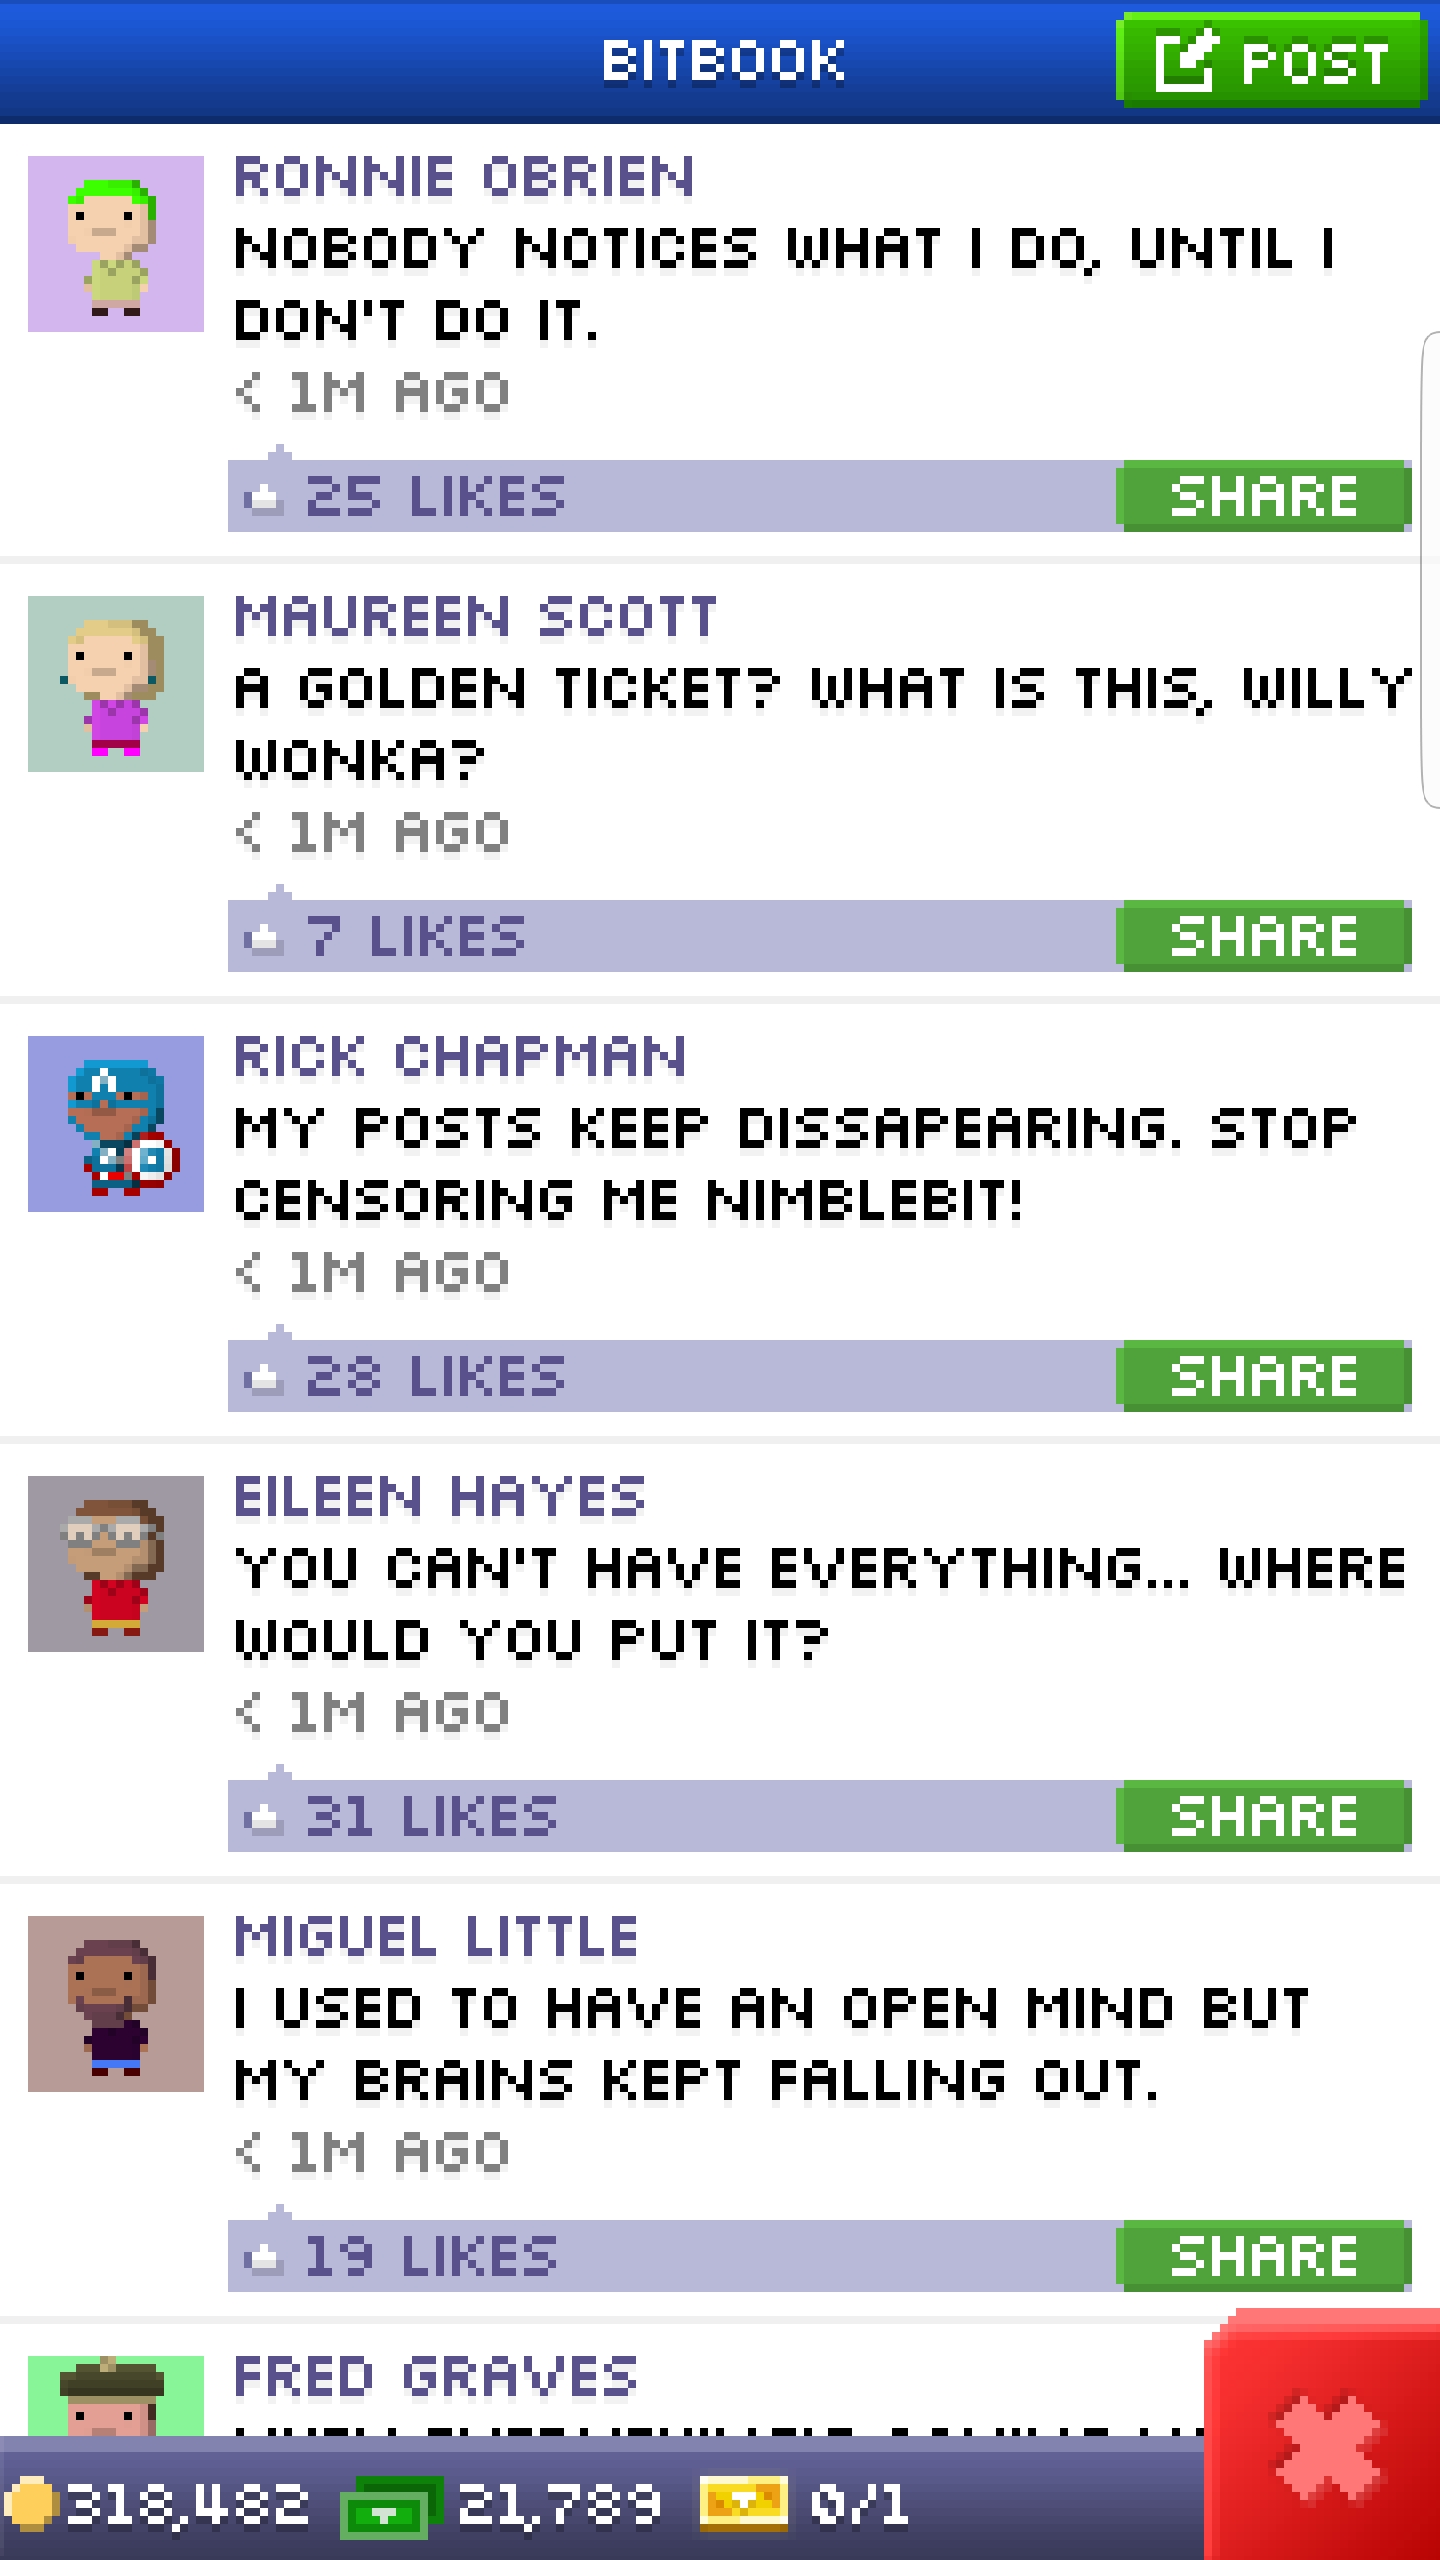 BITBOOK
POST
RONNIE OBRIEN
NOBODY NOTICES WHAT I DO, UNTIL I
DON'T DO IT.
< 1M AGO
25 LIKES
SHARE
MAUREEN SCOTT
A GOLDEN TICKET? WHAT IS THIS, WILLY
WONKA?
< 1M AGO
7 LIKES
SHARE
RICK CHAPMAN
MY POSTS KEEP DISSAPEARING. STOP
CENSORING ME NIMBLEBIT!
< 1M AGO
28 LIKES
SHARE
EILEEN HAYES
YOU CAN'T HAVE EVERYTHING... WHERE
WOULD YOU PUT IT?
< 1M AGO
31 LIKES
SHARE
MIGUEL LITTLE
I USED TO HAVE AN OPEN MIND BUT
MY BRAINS KEPT FALLING OUT.
< 1M AGO
19 LIKES
SHARE
FRED GRAVES
318,482
21,789
0/1